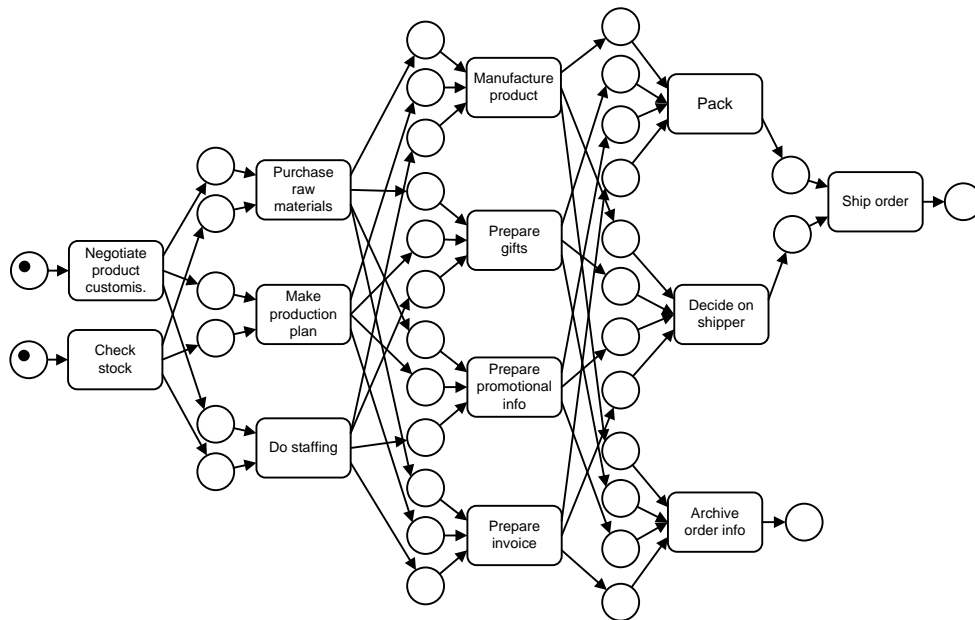 Negotiate
product
customis.
Check
stock
Purchase
raw
materials
Make
production
plan
Do staffing
Manufacture
product
Prepare
gifts
Prepare
promotional
info
Prepare
invoice
Pack
Decide on
shipper
Archive
order info
Ship order